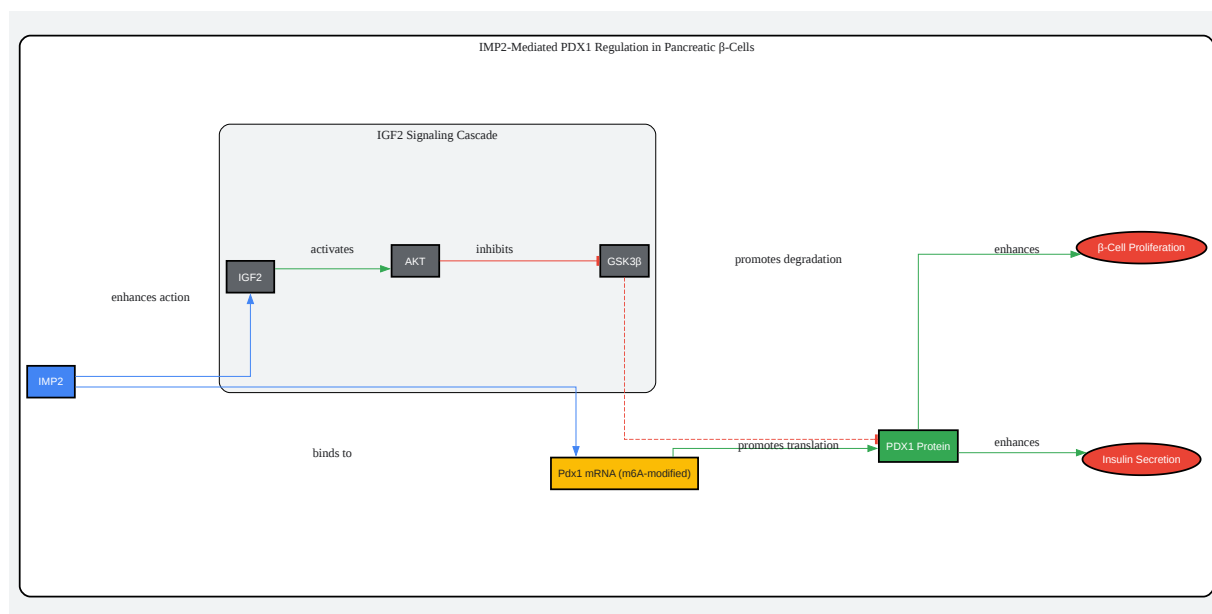 IMP2-Mediated PDX1 Regulation in Pancreatic β-Cells
IGF2 Signaling Cascade
activates
inhibits
AKT
GSK3β
IGF2
promotes degradation
enhances
β-Cell Proliferation
enhances action
IMP2
binds to
promotes translation
Pdx1 mRNA (m6A-modified)
PDX1 Protein
enhances
Insulin Secretion